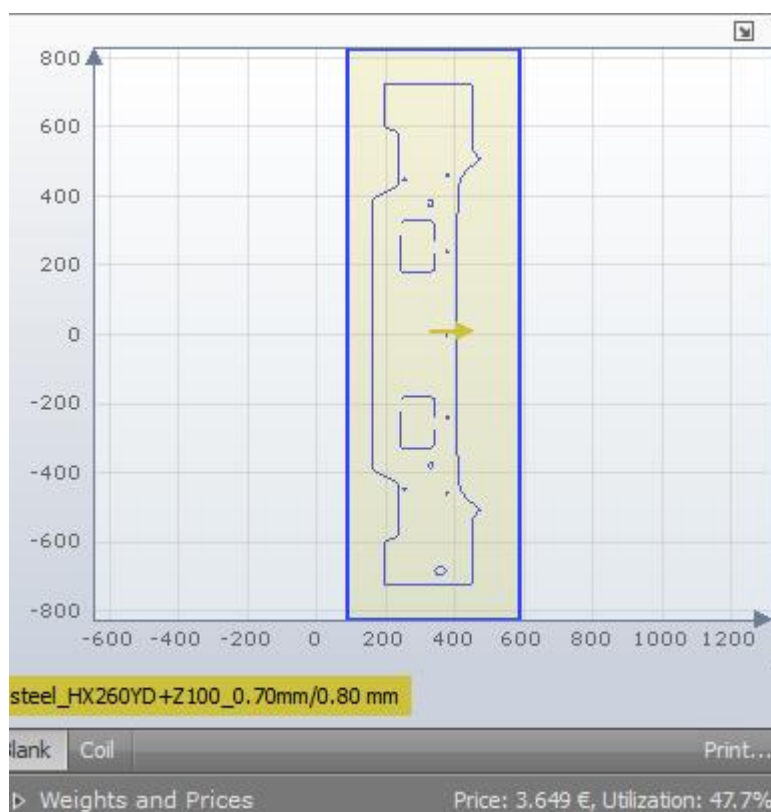 800
600
400
200
0
-200
-400
-600
-800
-600 -400 -200 0 200 400 600 800 1000 1200
steel_HX260YD+Z100_0.70mm/0.80 mm
Blank Coil Print...
Weights and Prices Price: 3.649 €, Utilization: 47.7%